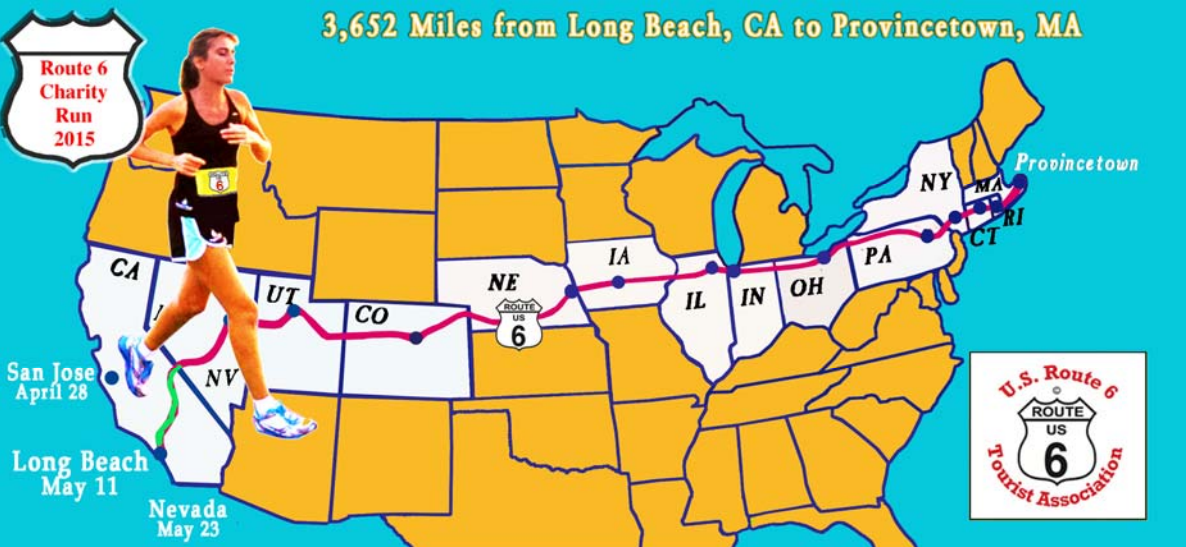 3,652 Miles from Long Beach, CA to Provincetown, MA
Route 6
Charity
Run
2015
6
Provincetown
NY
MA
RI
CT
PA
OH
IN
IL
IA
NE
ROUTE
US
6
CO
UT
NV
CA
San Jose
April 28
Long Beach
May 11
Nevada
May 23
U.S. Route 6
©
ROUTE
US
6
Tourist Association